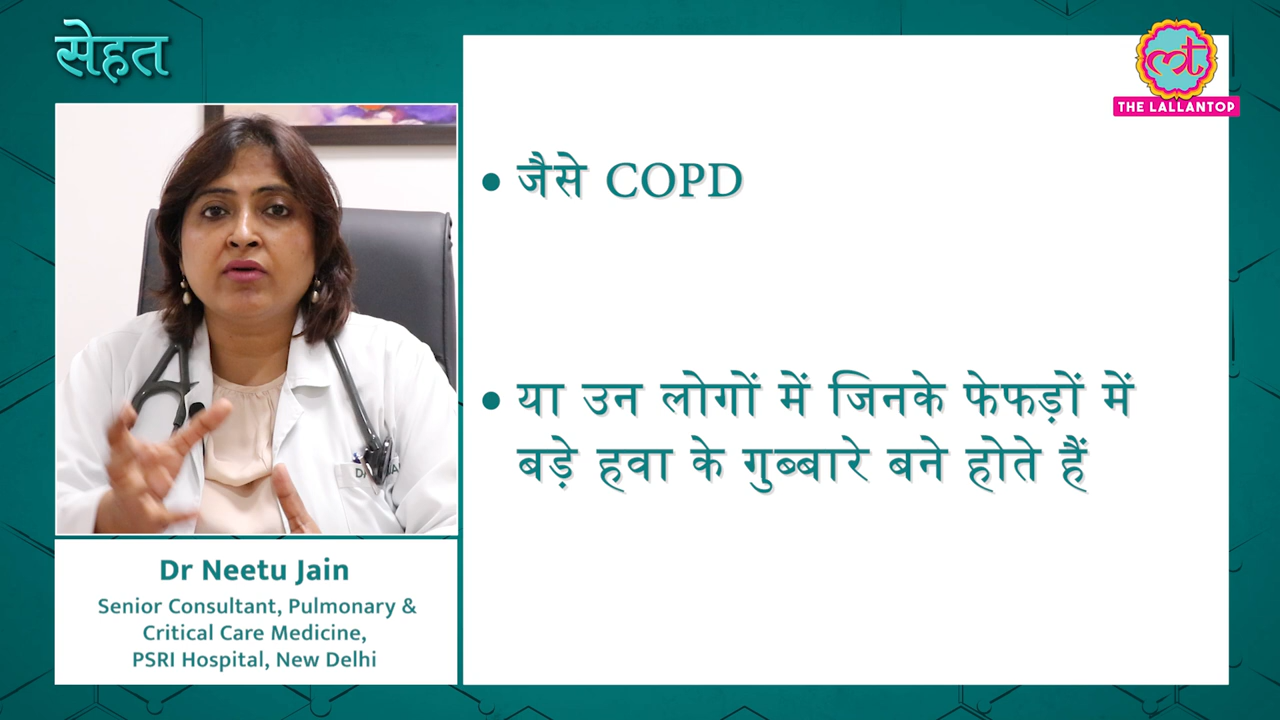 सेहत
THE LALLANTOP
• जैसे COPD
• या उन लोगों में जिनके फेफड़ों में
बड़े हवा के गुब्बारे बने होते हैं
Dr Neetu Jain
Senior Consultant, Pulmonary &
Critical Care Medicine,
PSRI Hospital, New Delhi